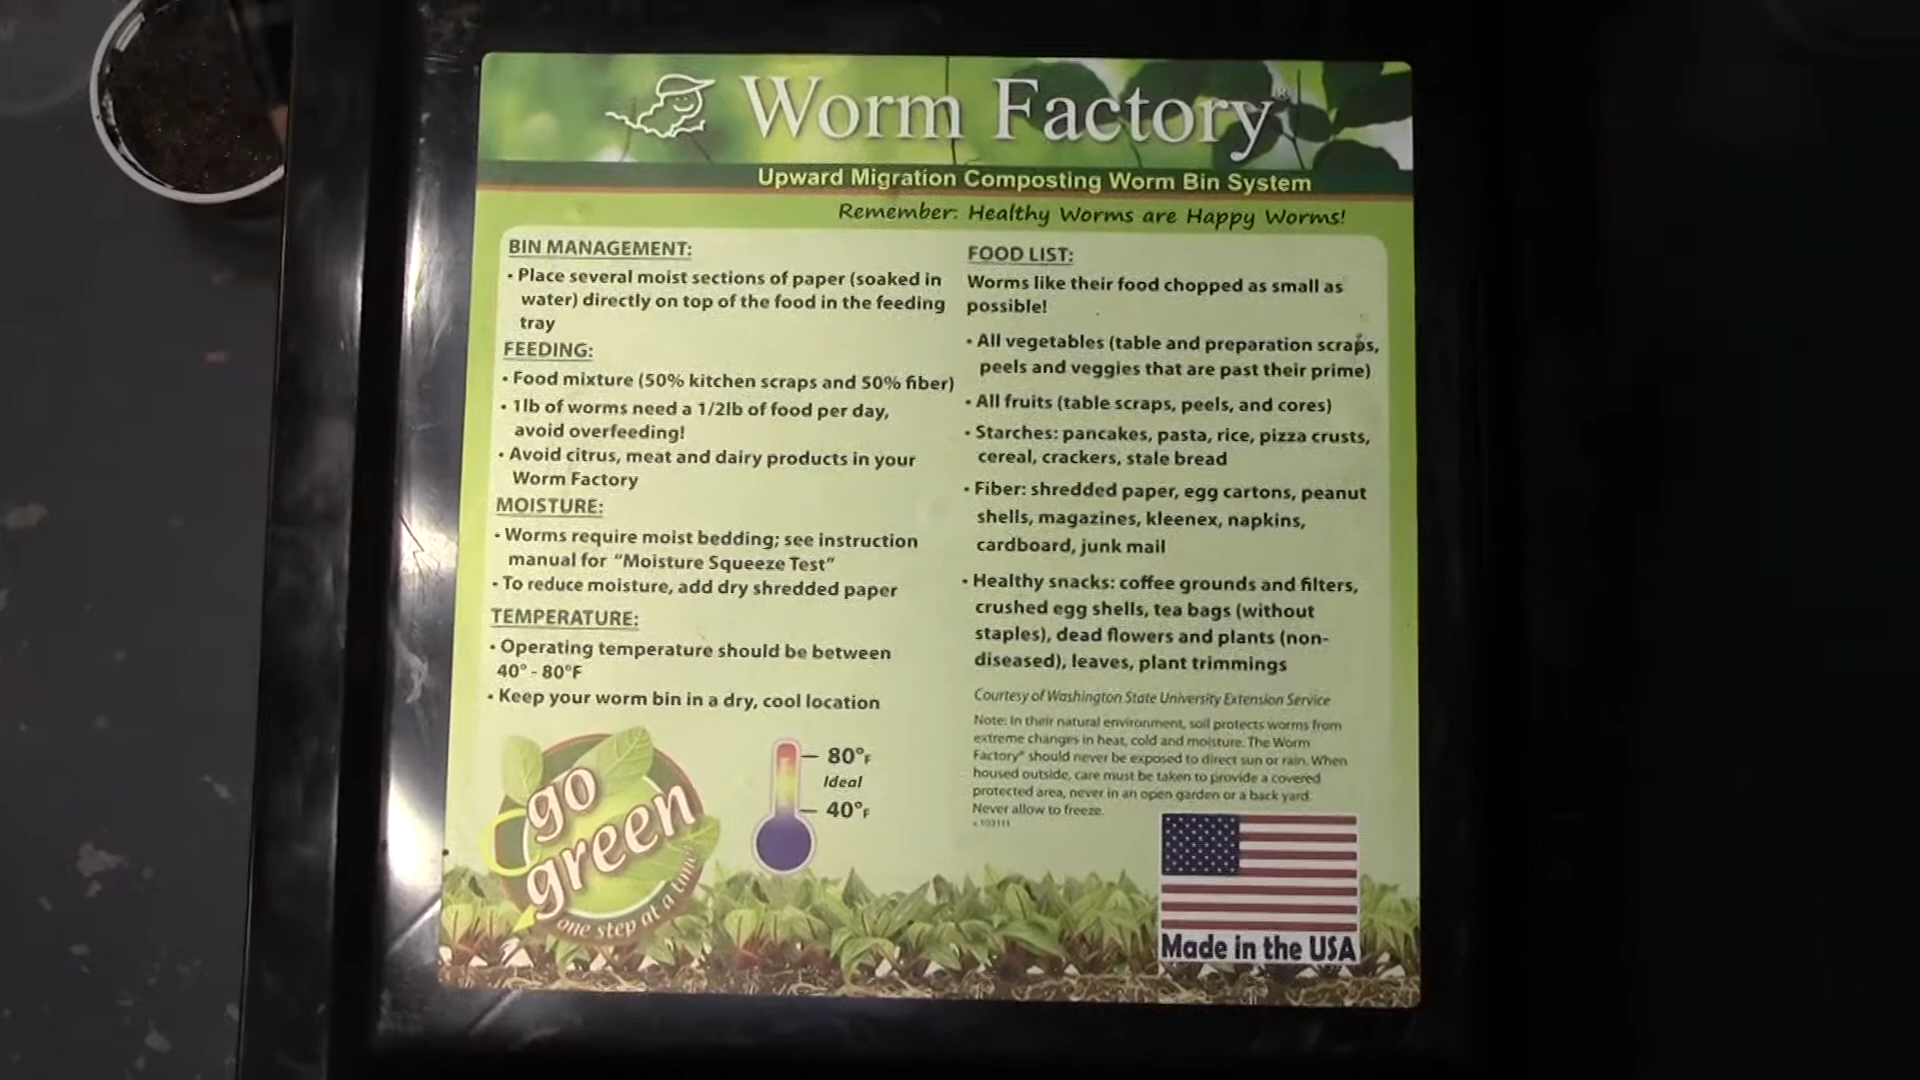 Worm Factory®
Upward Migration Composting Worm Bin System
Remember: Healthy Worms are Happy Worms!
BIN MANAGEMENT:
• Place several moist sections of paper (soaked in
water) directly on top of the food in the feeding
tray
FEEDING:
• Food mixture (50% kitchen scraps and 50% fiber)
• 1lb of worms need a 1/2lb of food per day,
avoid overfeeding!
• Avoid citrus, meat and dairy products in your
Worm Factory
MOISTURE:
• Worms require moist bedding; see instruction
manual for "Moisture Squeeze Test"
• To reduce moisture, add dry shredded paper
TEMPERATURE:
• Operating temperature should be between
40° - 80°F
• Keep your worm bin in a dry, cool location
go
green
one step at a time!
80°F
Ideal
40°F
FOOD LIST:
Worms like their food chopped as small as
possible!
• All vegetables (table and preparation scraps,
peels and veggies that are past their prime)
• All fruits (table scraps, peels, and cores)
• Starches: pancakes, pasta, rice, pizza crusts,
cereal, crackers, stale bread
• Fiber: shredded paper, egg cartons, peanut
shells, magazines, kleenex, napkins,
cardboard, junk mail
• Healthy snacks: coffee grounds and filters,
crushed egg shells, tea bags (without
staples), dead flowers and plants (non-
diseased), leaves, plant trimmings
Courtesy of Washington State University Extension Service
Note: In their natural environment, soil protects worms from
extreme changes in heat, cold and moisture. The Worm
Factory® should never be exposed to direct sun or rain. When
housed outside, care must be taken to provide a covered
protected area, never in an open garden or a back yard.
Never allow to freeze.
v.103111
Made in the USA